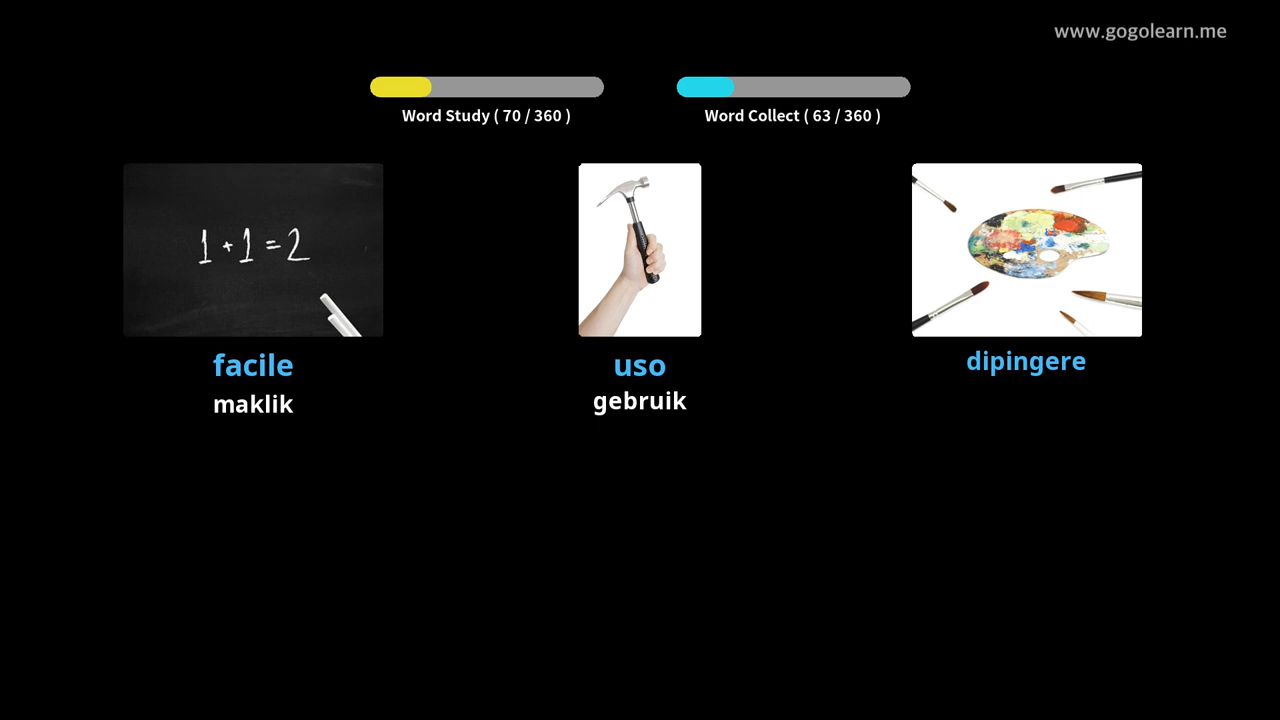 www.gogolearn.me
Word Study ( 70 / 360 )
Word Collect ( 63 / 360 )
1 + 1 = 2
facile
maklik
uso
gebruik
dipingere